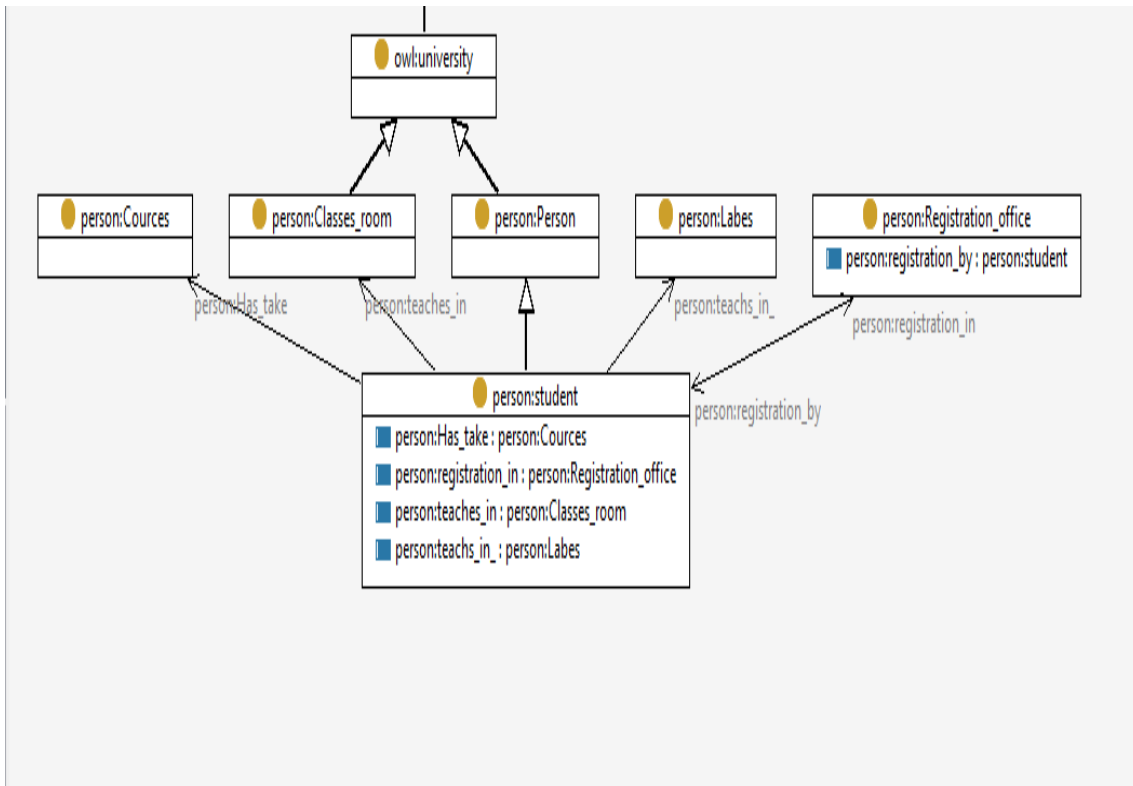 owl:university
person:Cources
person:Classes_room
person:Person
person:Labes
person:Registration_office
person:registration_by : person:student
person:Has_take
person:teaches_in
person:teachs_in_
person:registration_in
person:registration_by
person:student
person:Has_take : person:Cources
person:registration_in : person:Registration_office
person:teaches_in : person:Classes_room
person:teachs_in_ : person:Labes